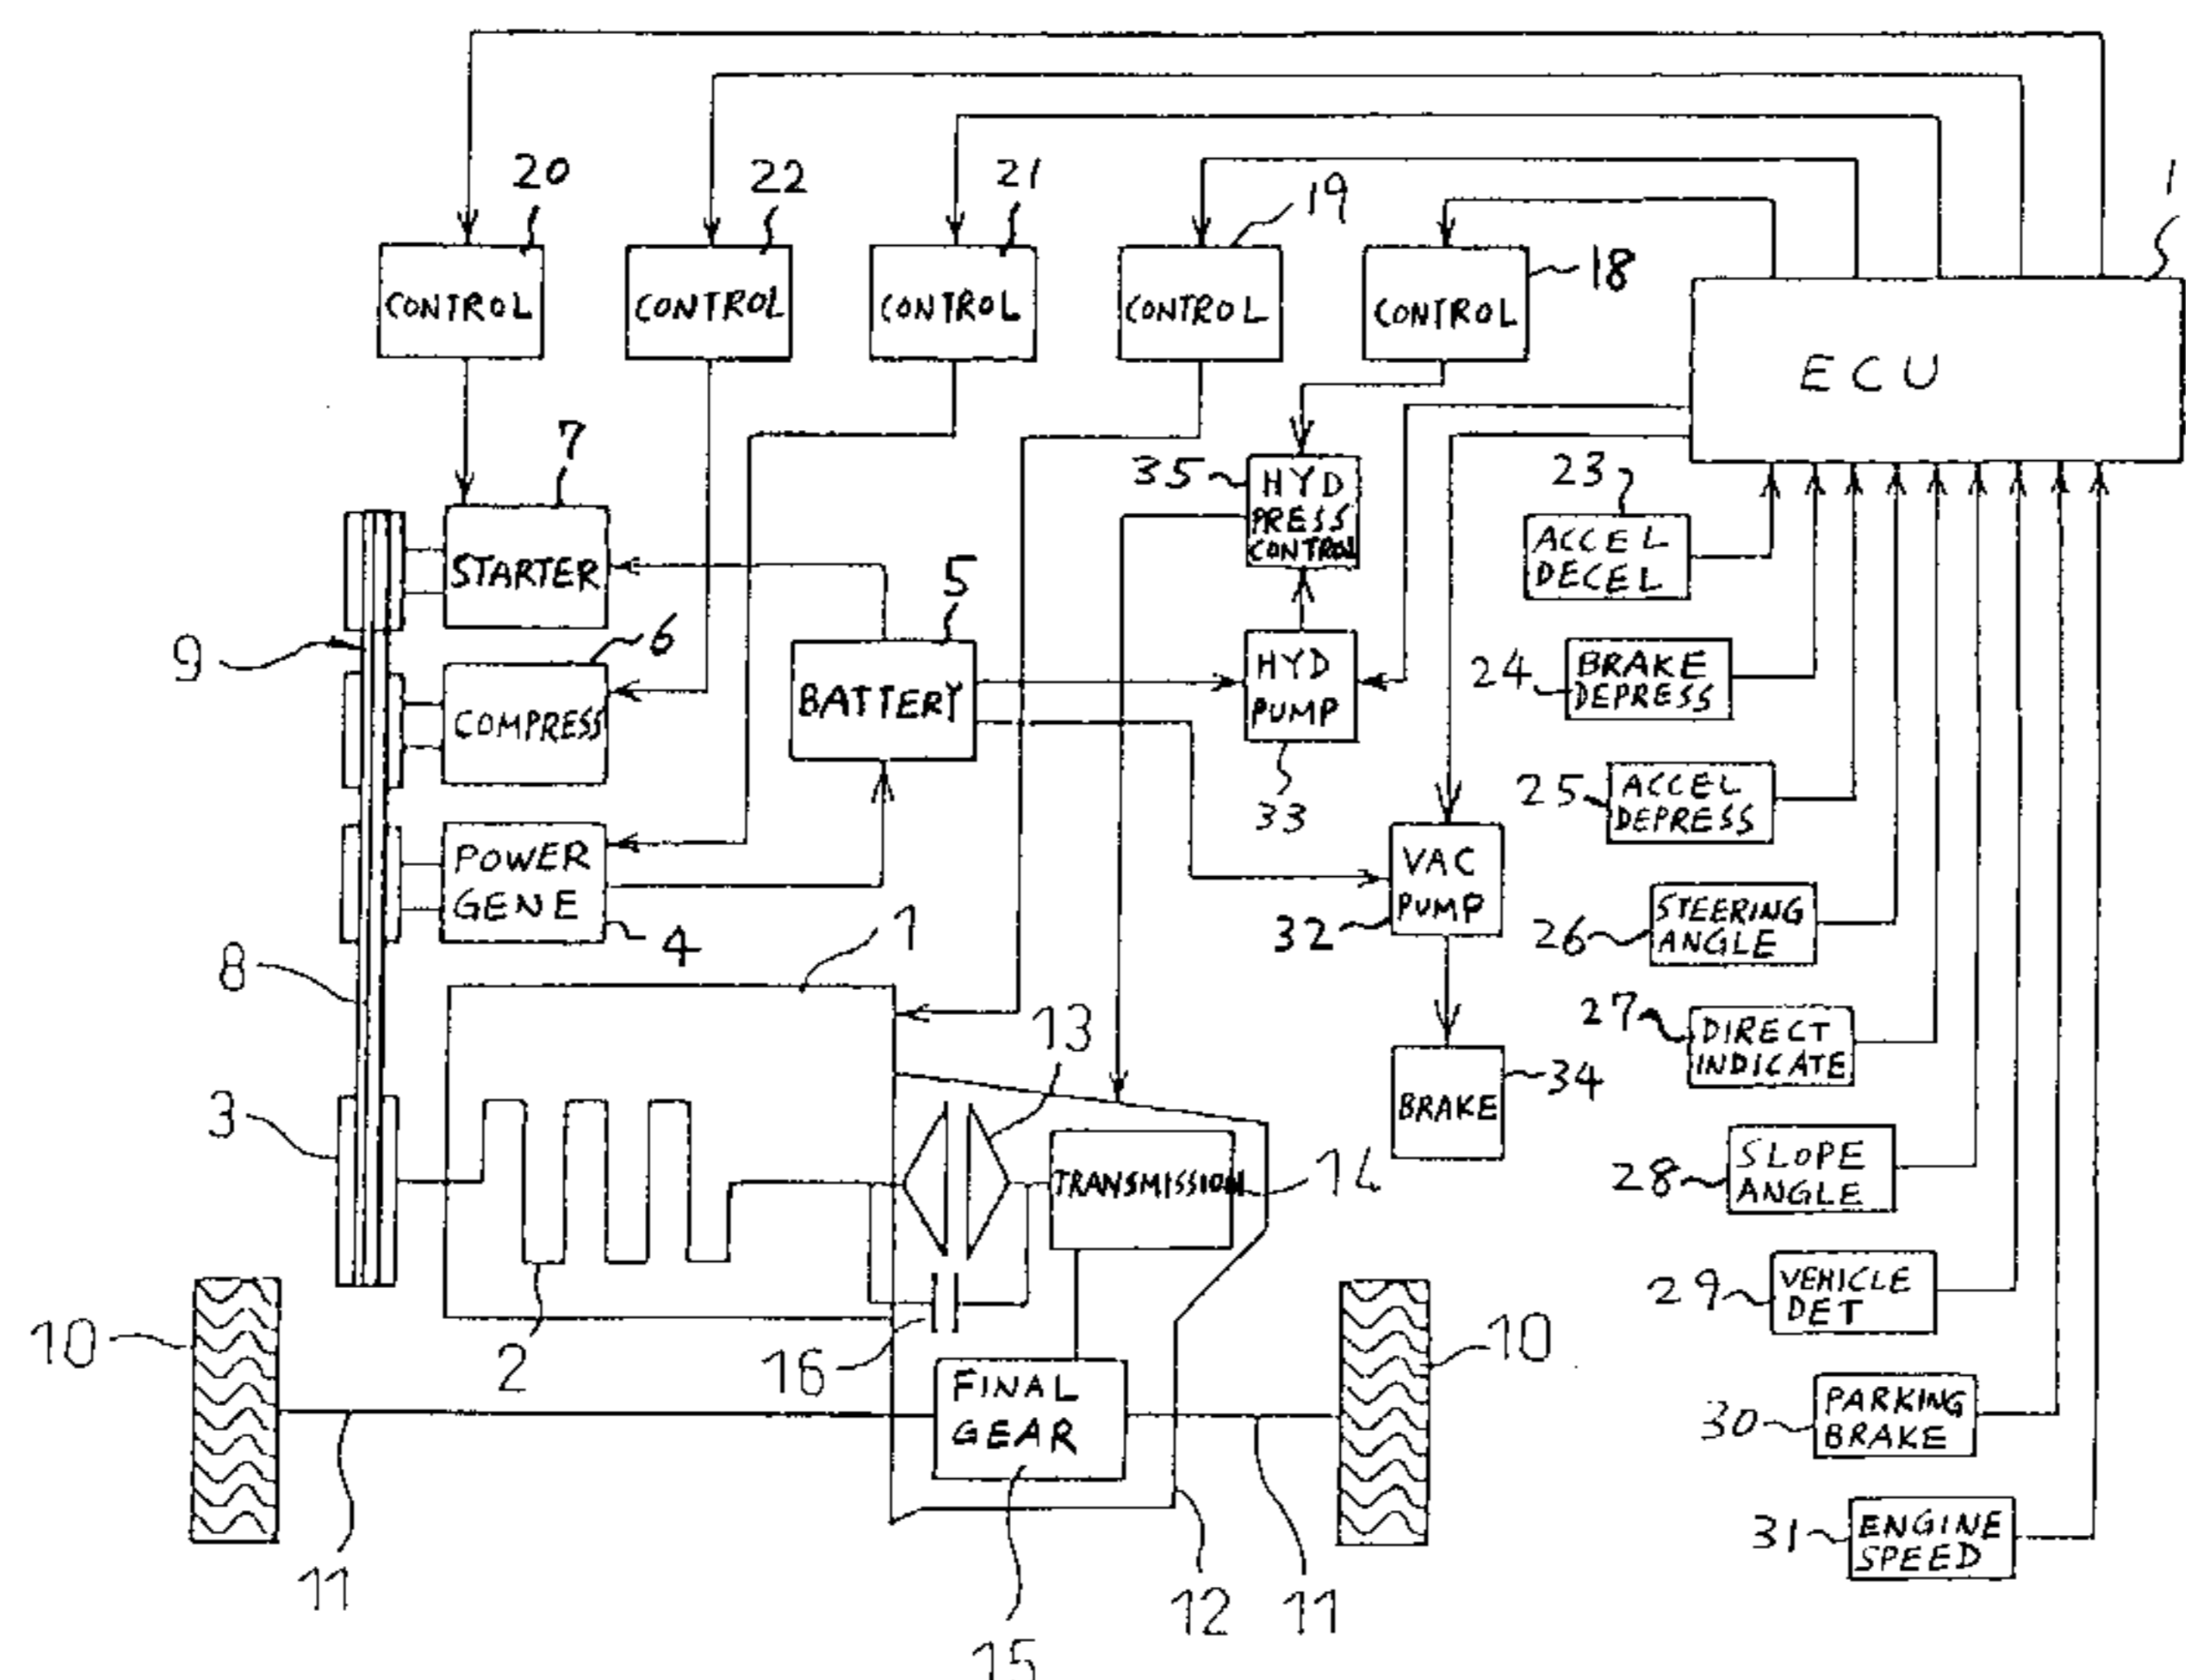 20
22
21
19
18
1
CONTROL
CONTROL
CONTROL
CONTROL
CONTROL
ECU
7
STARTER
35
HYD
PRESS
CONTROL
23
ACCEL
DECEL
9
6
COMPRESS
5
BATTERY
HYD
PUMP
33
24
BRAKE
DEPRESS
25
ACCEL
DEPRESS
POWER
GENE
4
VAC
PUMP
32
26
STEERING
ANGLE
8
1
13
27
DIRECT
INDICATE
3
BRAKE
34
TRANSMISSION
14
28
SLOPE
ANGLE
2
16
29
VEHICLE
DET
10
10
FINAL
GEAR
30
PARKING
BRAKE
11
15
12
11
31
ENGINE
SPEED